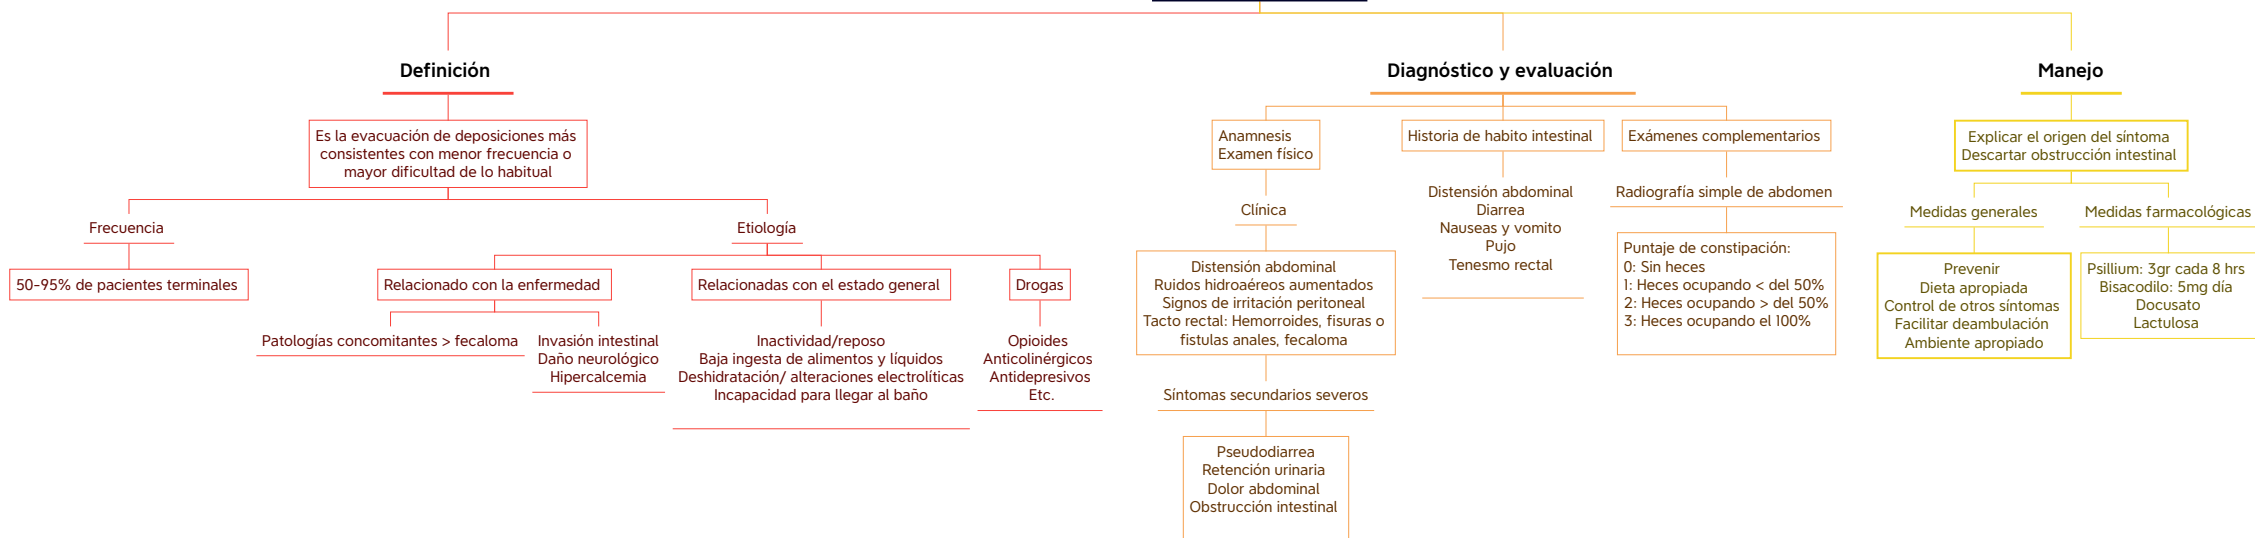 Definición
Es la evacuación de deposiciones más
consistentes con menor frecuencia o
mayor dificultad de lo habitual
Frecuencia
50-95% de pacientes terminales
Etiología
Relacionado con la enfermedad
Patologías concomitantes > fecaloma
Invasión intestinal
Daño neurológico
Hipercalcemia
Relacionadas con el estado general
Inactividad/reposo
Baja ingesta de alimentos y líquidos
Deshidratación/ alteraciones electrolíticas
Incapacidad para llegar al baño
Drogas
Opioides
Anticolinérgicos
Antidepresivos
Etc.
Diagnóstico y evaluación
Anamnesis
Examen físico
Clínica
Distensión abdominal
Ruidos hidroaéreos aumentados
Signos de irritación peritoneal
Tacto rectal: Hemorroides, fisuras o
fistulas anales, fecaloma
Síntomas secundarios severos
Pseudodiarrea
Retención urinaria
Dolor abdominal
Obstrucción intestinal
Historia de habito intestinal
Distensión abdominal
Diarrea
Nauseas y vomito
Pujo
Tenesmo rectal
Exámenes complementarios
Radiografía simple de abdomen
Puntaje de constipación:
0: Sin heces
1: Heces ocupando < del 50%
2: Heces ocupando > del 50%
3: Heces ocupando el 100%
Manejo
Explicar el origen del síntoma
Descartar obstrucción intestinal
Medidas generales
Prevenir
Dieta apropiada
Control de otros síntomas
Facilitar deambulación
Ambiente apropiado
Medidas farmacológicas
Psillium: 3gr cada 8 hrs
Bisacodilo: 5mg día
Docusato
Lactulosa